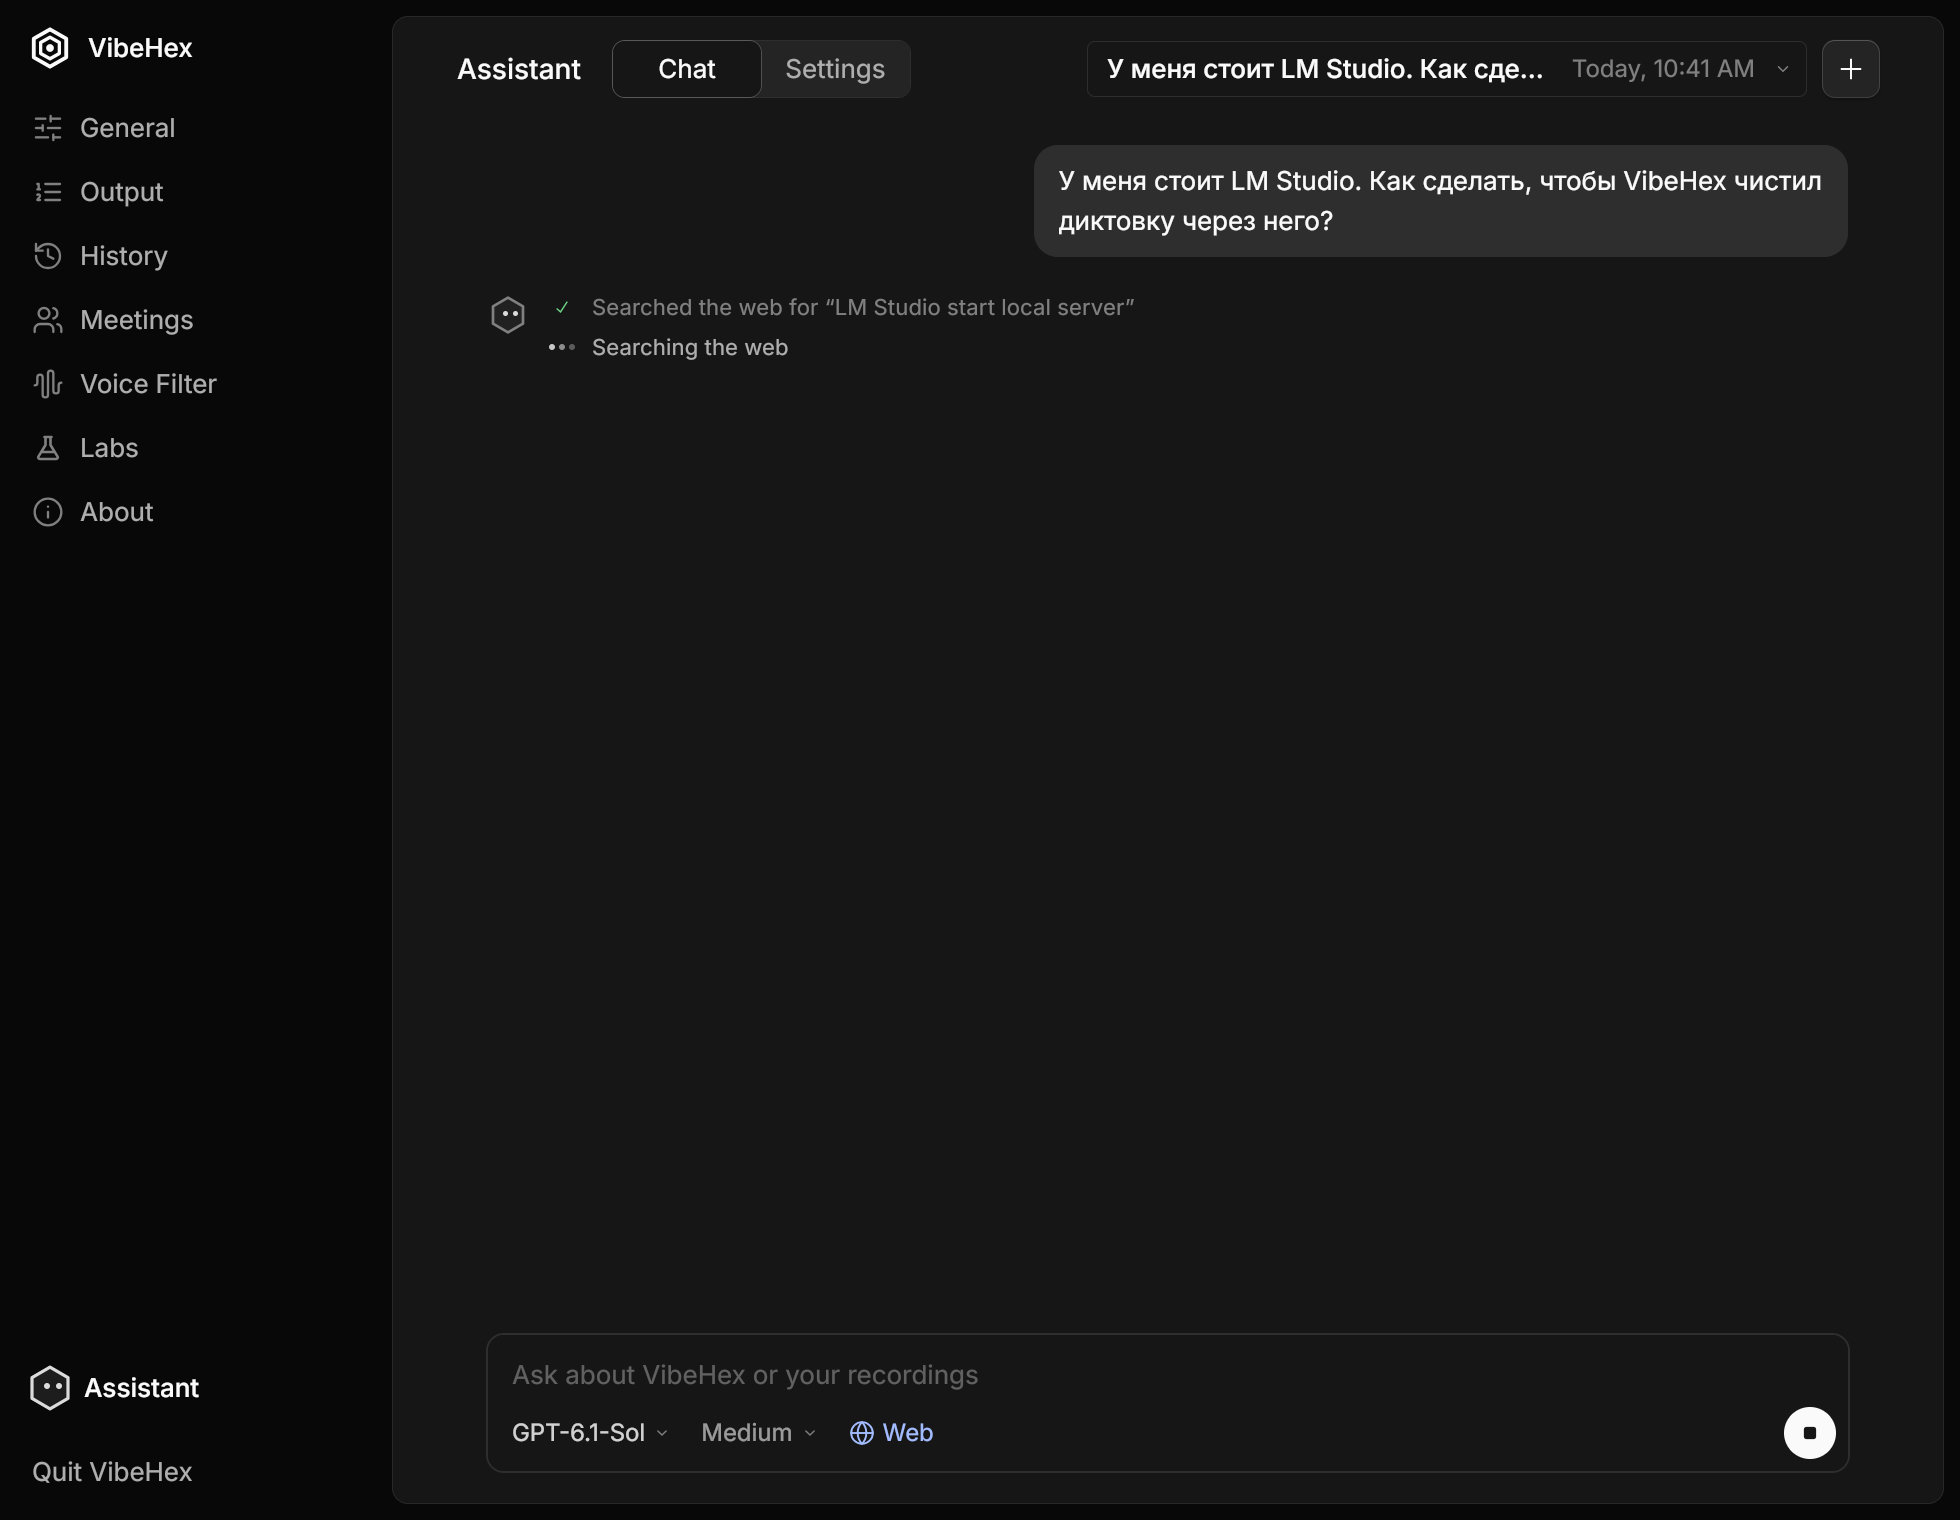 VibeHex
General
Output
History
Meetings
Voice Filter
Labs
About
Assistant
Quit VibeHex
Assistant
Chat
Settings
У меня стоит LM Studio. Как сде...
Today, 10:41 AM
У меня стоит LM Studio. Как сделать, чтобы VibeHex чистил
диктовку через него?
Searched the web for “LM Studio start local server”
Searching the web
Ask about VibeHex or your recordings
GPT-6.1-Sol
Medium
Web